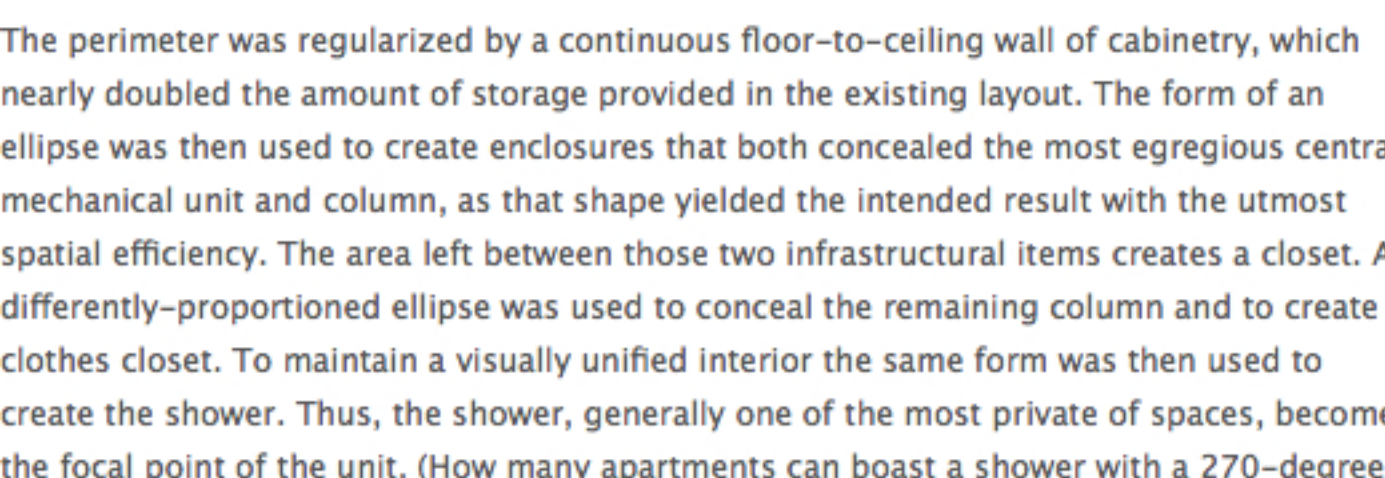 The perimeter was regularized by a continuous floor-to-ceiling wall of cabinetry, which
nearly doubled the amount of storage provided in the existing layout. The form of an
ellipse was then used to create enclosures that both concealed the most egregious centra
mechanical unit and column, as that shape yielded the intended result with the utmost
spatial efficiency. The area left between those two infrastructural items creates a closet. A
differently-proportioned ellipse was used to conceal the remaining column and to create
clothes closet. To maintain a visually unified interior the same form was then used to
create the shower. Thus, the shower, generally one of the most private of spaces, become
the focal point of the unit. (How many apartments can boast a shower with a 270-degree